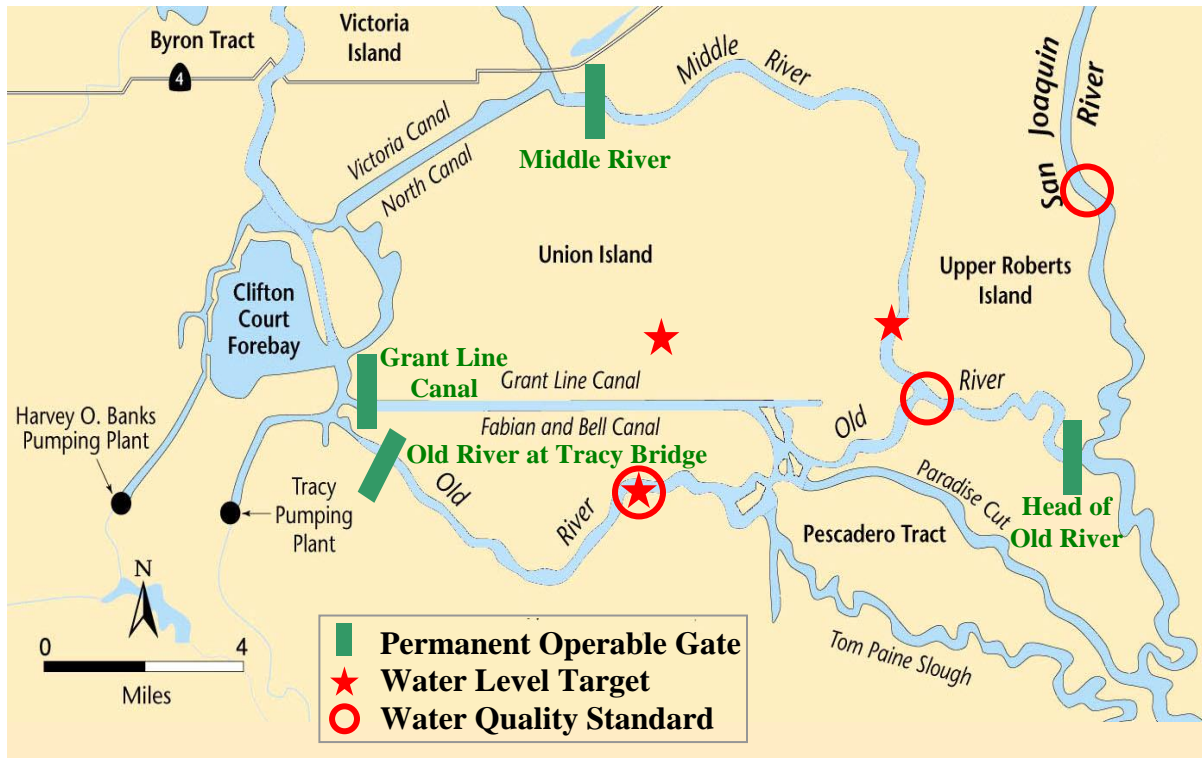 Byron Tract
4
Victoria
Island
Middle
River
San Joaquin
River
Victoria Canal
North Canal
Middle River
Union Island
Upper Roberts
Island
Clifton
Court
Forebay
Grant Line
Canal
Grant Line Canal
Fabian and Bell Canal
Old River at Tracy Bridge
Old
River
Old
River
Harvey O. Banks
Pumping Plant
Tracy
Pumping
Plant
Paradise Cut
Head of
Old River
Pescadero Tract
Tom Paine Slough
N
0 4
Miles
Permanent Operable Gate
Water Level Target
Water Quality Standard